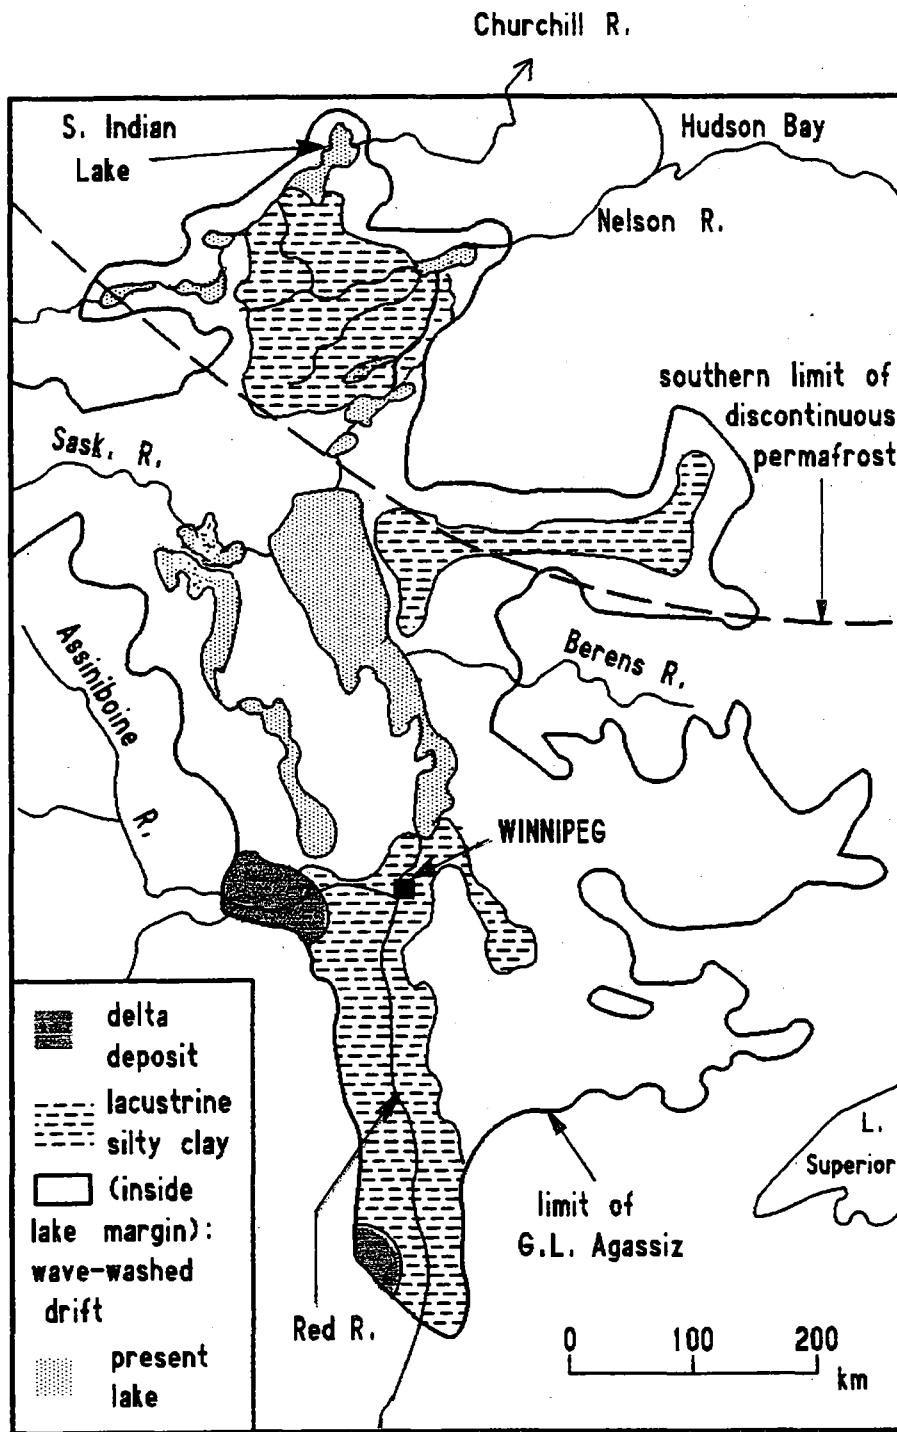 Churchill R.
S. Indian
Lake
Hudson Bay
Nelson R.
southern limit of
discontinuous
permafrost
Sask. R.
Assiniboine
R.
Berens R.
WINNIPEG
delta
deposit
lacustrine
silty clay
(inside
lake margin):
wave-washed
drift
present
lake
Red R.
limit of
G.L. Agassiz
L.
Superior
0 100 200
km